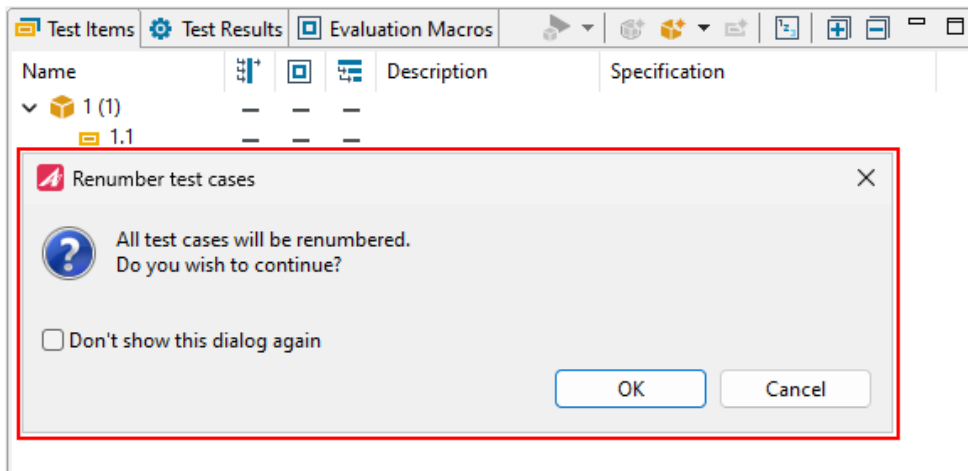 Test Items Test Results Evaluation Macros
Name Description Specification
1 (1)
1.1
Renumber test cases
All test cases will be renumbered.
Do you wish to continue?
Don't show this dialog again
OK Cancel